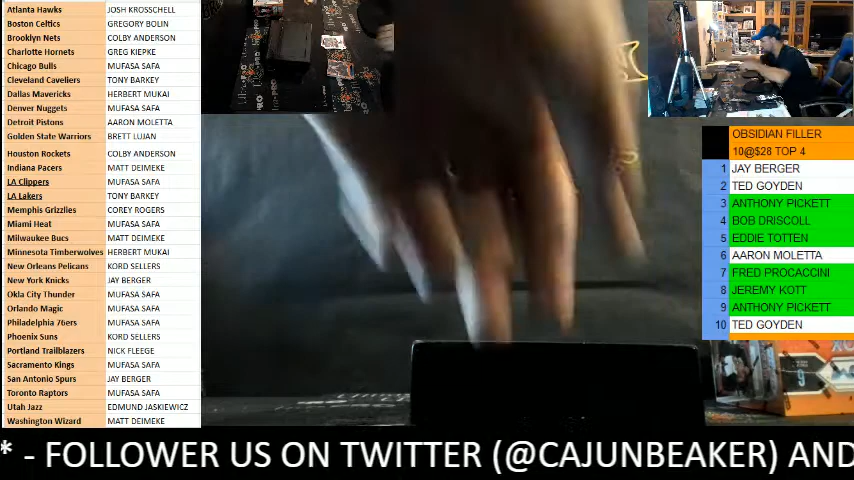 Atlanta Hawks JOSH KROSSCHELL
Boston Celtics GREGORY BOLIN
Brooklyn Nets COLBY ANDERSON
Charlotte Hornets GREG KIEPKE
Chicago Bulls MUFASA SAFA
Cleveland Cavaliers TONY BARKEY
Dallas Mavericks HERBERT MUKAI
Denver Nuggets MUFASA SAFA
Detroit Pistons AARON MOLETTA
Golden State Warriors BRETT LUJAN
Houston Rockets COLBY ANDERSON
Indiana Pacers MATT DEIMEKE
LA Clippers MUFASA SAFA
LA Lakers TONY BARKEY
Memphis Grizzlies COREY ROGERS
Miami Heat MUFASA SAFA
Milwaukee Bucs MATT DEIMEKE
Minnesota Timberwolves HERBERT MUKAI
New Orleans Pelicans KORD SELLERS
New York Knicks JAY BERGER
Okla City Thunder MUFASA SAFA
Orlando Magic MUFASA SAFA
Philadelphia 76ers MUFASA SAFA
Phoenix Suns KORD SELLERS
Portland Trailblazers NICK FLEEGE
Sacramento Kings MUFASA SAFA
San Antonio Spurs JAY BERGER
Toronto Raptors MUFASA SAFA
Utah Jazz EDMUND JASKIEWICZ
Washington Wizard MATT DEIMEKE
OBSIDIAN FILLER
10@$28 TOP 4
1 JAY BERGER
2 TED GOYDEN
3 ANTHONY PICKETT
4 BOB DRISCOLL
5 EDDIE TOTTEN
6 AARON MOLETTA
7 FRED PROCACCINI
8 JEREMY KOTT
9 ANTHONY PICKETT
10 TED GOYDEN
* - FOLLOWER US ON TWITTER (@CAJUNBEAKER) AND